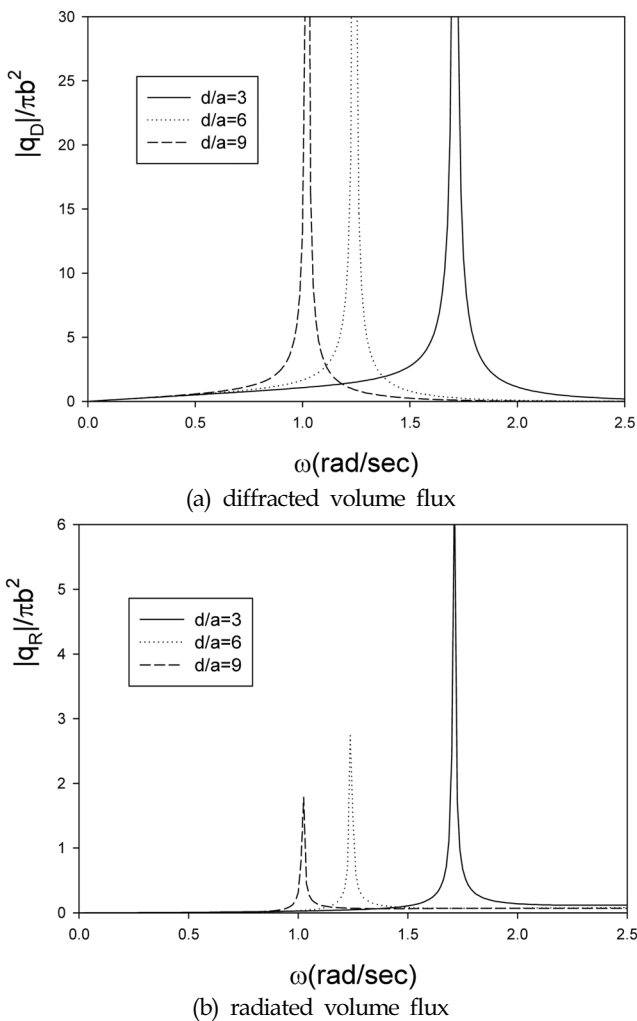 30
25
20
15
10
5
0
|q_D|/πb²
d/a=3
d/a=6
d/a=9
0.0 0.5 1.0 1.5 2.0 2.5
ω(rad/sec)
(a) diffracted volume flux
6
5
4
3
2
1
0
|q_R|/πb²
d/a=3
d/a=6
d/a=9
0.0 0.5 1.0 1.5 2.0 2.5
ω(rad/sec)
(b) radiated volume flux